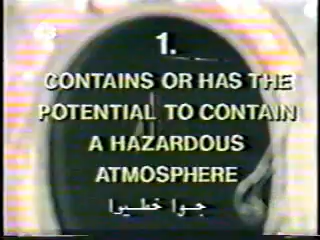 1.
CONTAINS OR HAS THE
POTENTIAL TO CONTAIN
A HAZARDOUS
ATMOSPHERE
جوا خطيرا